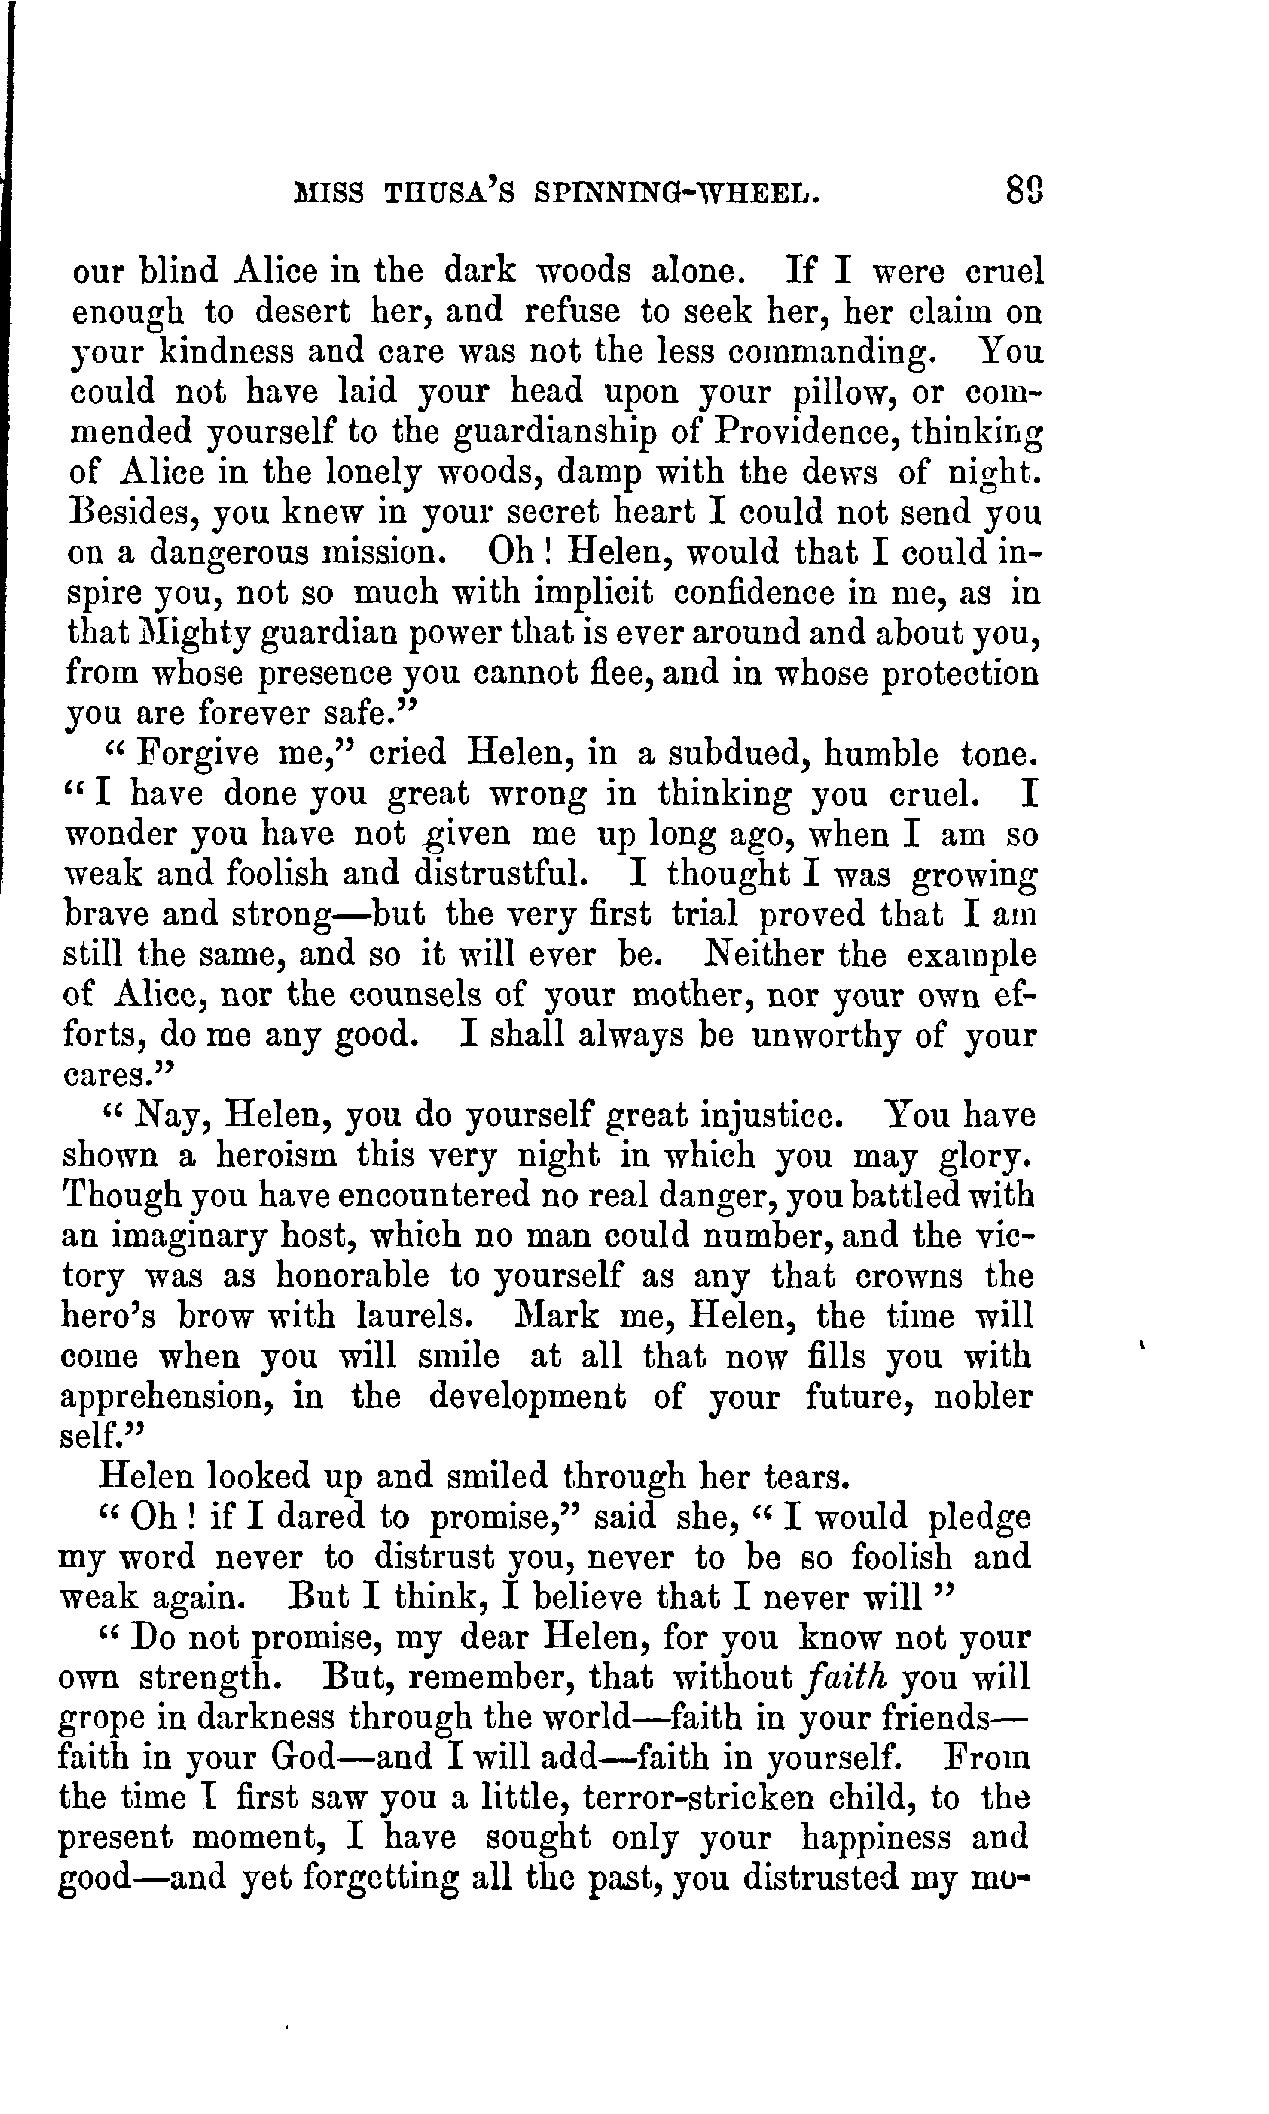 MISS THUSA'S SPINNING-WHEEL. 89
our blind Alice in the dark woods alone. If I were cruel
enough to desert her, and refuse to seek her, her claim on
your kindness and care was not the less commanding. You
could not have laid your head upon your pillow, or com-
mended yourself to the guardianship of Providence, thinking
of Alice in the lonely woods, damp with the dews of night.
Besides, you knew in your secret heart I could not send you
on a dangerous mission. Oh! Helen, would that I could in-
spire you, not so much with implicit confidence in me, as in
that Mighty guardian power that is ever around and about you,
from whose presence you cannot flee, and in whose protection
you are forever safe."
"Forgive me," cried Helen, in a subdued, humble tone.
"I have done you great wrong in thinking you cruel. I
wonder you have not given me up long ago, when I am so
weak and foolish and distrustful. I thought I was growing
brave and strong—but the very first trial proved that I am
still the same, and so it will ever be. Neither the example
of Alice, nor the counsels of your mother, nor your own ef-
forts, do me any good. I shall always be unworthy of your
cares."
"Nay, Helen, you do yourself great injustice. You have
shown a heroism this very night in which you may glory.
Though you have encountered no real danger, you battled with
an imaginary host, which no man could number, and the vic-
tory was as honorable to yourself as any that crowns the
hero's brow with laurels. Mark me, Helen, the time will
come when you will smile at all that now fills you with
apprehension, in the development of your future, nobler
self."
Helen looked up and smiled through her tears.
"Oh! if I dared to promise," said she, "I would pledge
my word never to distrust you, never to be so foolish and
weak again. But I think, I believe that I never will"
"Do not promise, my dear Helen, for you know not your
own strength. But, remember, that without faith you will
grope in darkness through the world—faith in your friends—
faith in your God—and I will add—faith in yourself. From
the time I first saw you a little, terror-stricken child, to the
present moment, I have sought only your happiness and
good—and yet forgetting all the past, you distrusted my mo-